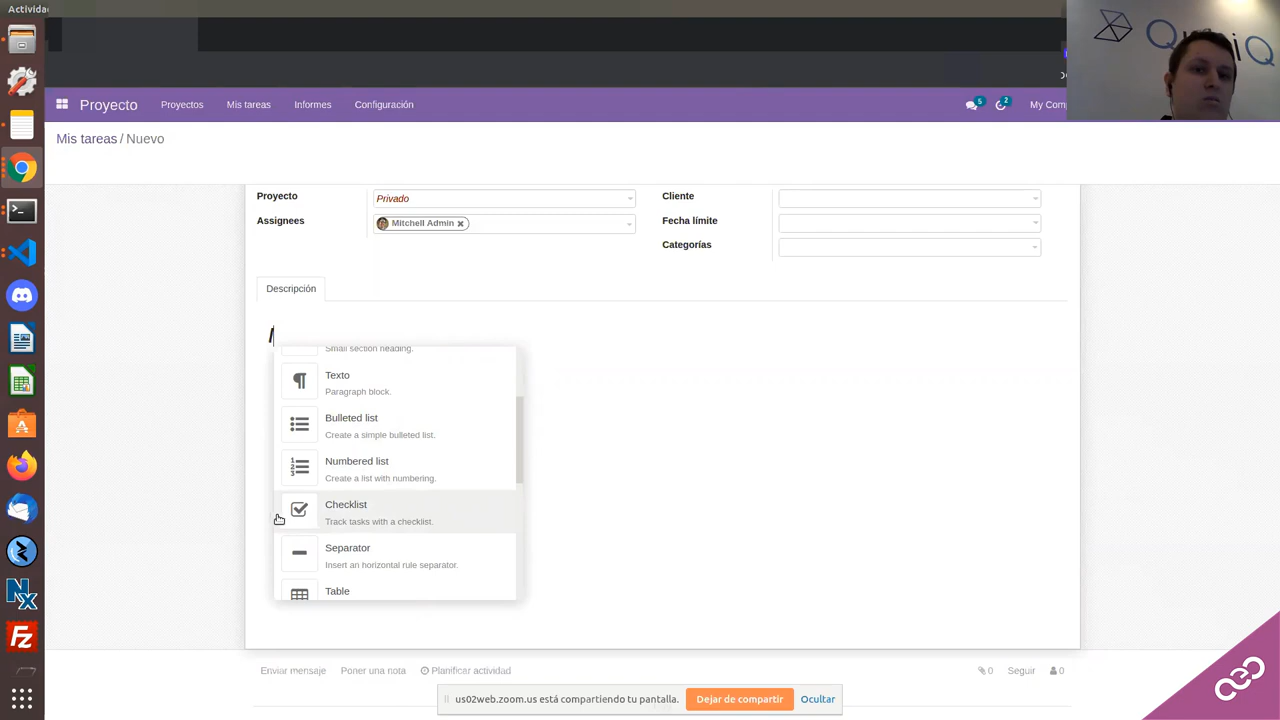 Activida
QubiQ
Proyecto
Proyectos
Mis tareas
Informes
Configuración
5
2
My Comp
Mis tareas / Nuevo
Proyecto
Privado
Cliente
Assignees
Mitchell Admin
Fecha límite
Categorías
Descripción
/
Small section heading.
Texto
Paragraph block.
Bulleted list
Create a simple bulleted list.
Numbered list
Create a list with numbering.
Checklist
Track tasks with a checklist.
Separator
Insert an horizontal rule separator.
Table
Enviar mensaje
Poner una nota
Planificar actividad
0
Seguir
0
us02web.zoom.us está compartiendo tu pantalla.
Dejar de compartir
Ocultar